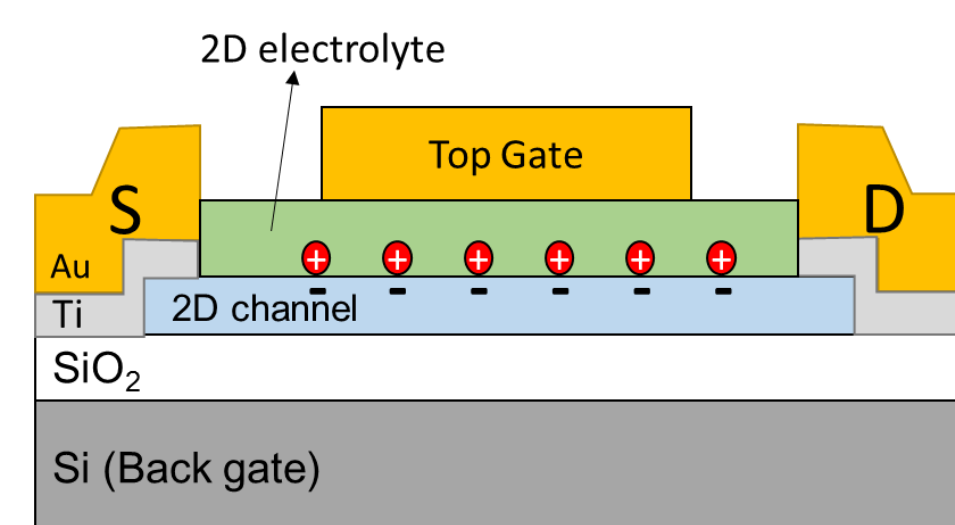 2D electrolyte
Top Gate
S
D
Au
+ + + + + +
- - - - - -
Ti
2D channel
SiO₂
Si (Back gate)